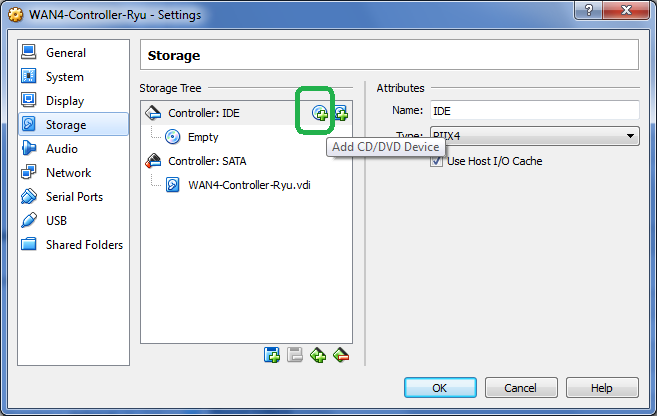 WAN4-Controller-Ryu - Settings
General
System
Display
Storage
Audio
Network
Serial Ports
USB
Shared Folders
Storage
Storage Tree
Controller: IDE
Empty
Controller: SATA
WAN4-Controller-Ryu.vdi
Add CD/DVD Device
Attributes
Name: IDE
Type: PIIX4
Use Host I/O Cache
OK Cancel Help